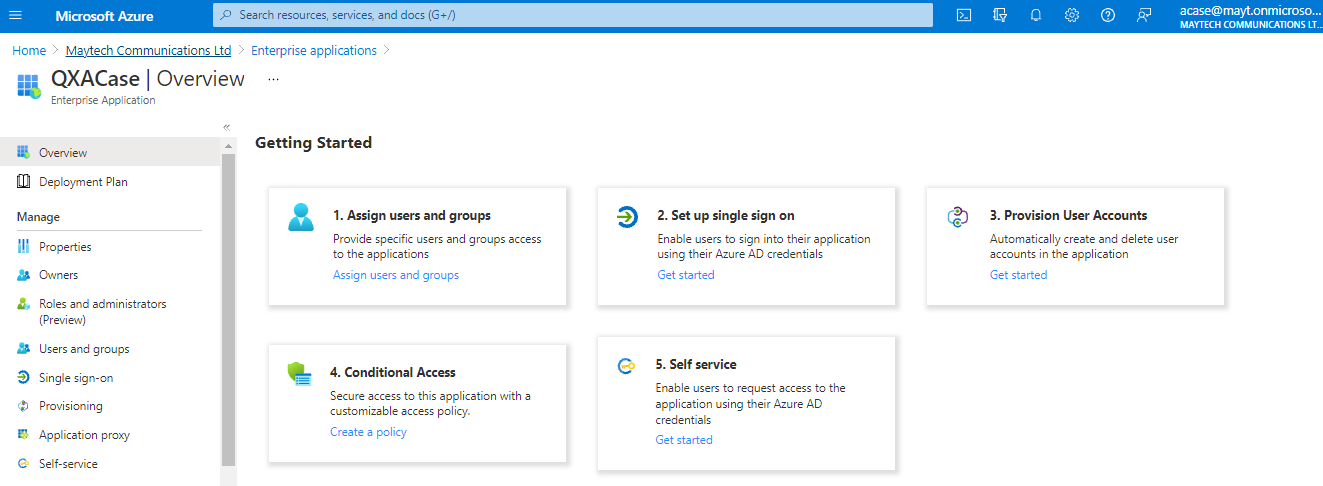 Microsoft Azure
Search resources, services, and docs (G+/)
acase@mayt.onmicroso...
MAYTECH COMMUNICATIONS LT...
Home > Maytech Communications Ltd > Enterprise applications >
QXACase | Overview ...
Enterprise Application
«
Overview
Deployment Plan
Manage
Properties
Owners
Roles and administrators
(Preview)
Users and groups
Single sign-on
Provisioning
Application proxy
Self-service
Getting Started
1. Assign users and groups
Provide specific users and groups access
to the applications
Assign users and groups
2. Set up single sign on
Enable users to sign into their application
using their Azure AD credentials
Get started
3. Provision User Accounts
Automatically create and delete user
accounts in the application
Get started
4. Conditional Access
Secure access to this application with a
customizable access policy.
Create a policy
5. Self service
Enable users to request access to the
application using their Azure AD
credentials
Get started